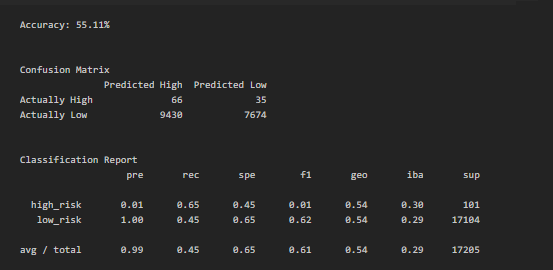 Accuracy: 55.11%
Confusion Matrix
Predicted High Predicted Low
Actually High 66 35
Actually Low 9430 7674
Classification Report
pre rec spe f1 geo iba sup
high_risk 0.01 0.65 0.45 0.01 0.54 0.30 101
low_risk 1.00 0.45 0.65 0.62 0.54 0.29 17104
avg / total 0.99 0.45 0.65 0.61 0.54 0.29 17205